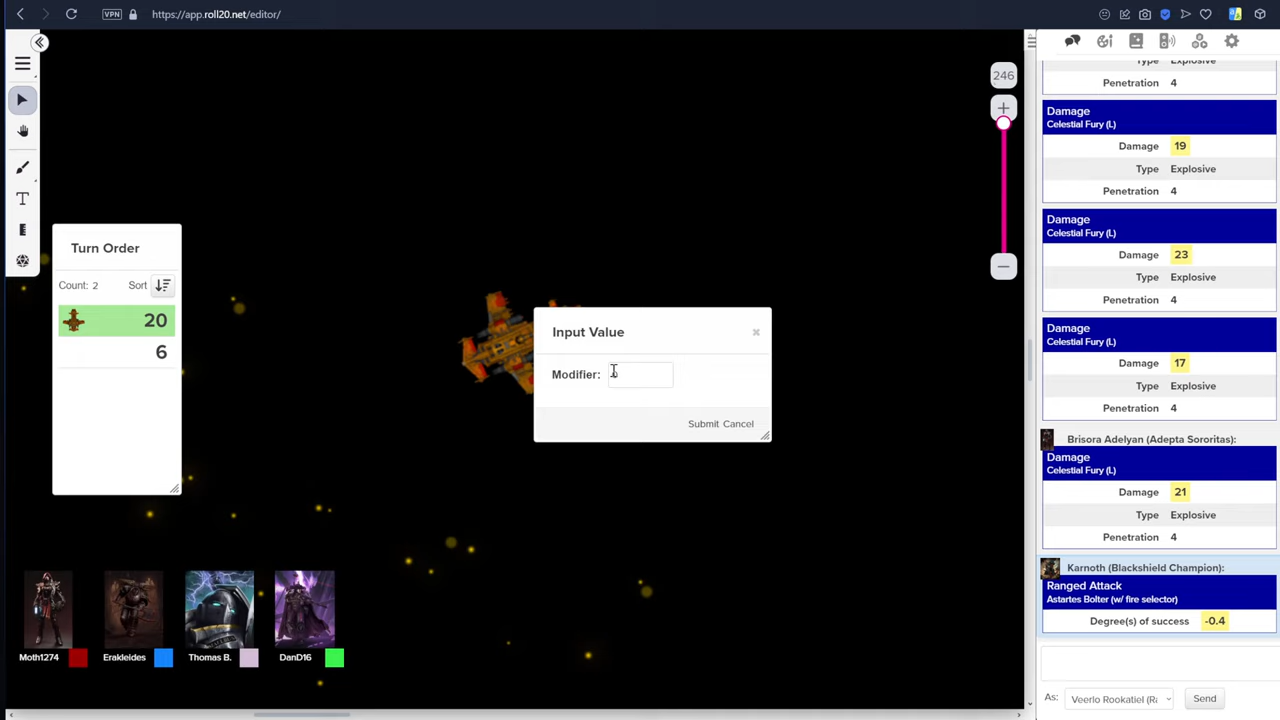 VPN https://app.roll20.net/editor/
246
Turn Order
Count: 2 Sort
20
6
Input Value
Modifier:
Submit Cancel
Moth1274
Erakleides
Thomas B.
DanD16
Type Explosive
Penetration 4
Damage
Celestial Fury (L)
Damage 19
Type Explosive
Penetration 4
Damage
Celestial Fury (L)
Damage 23
Type Explosive
Penetration 4
Damage
Celestial Fury (L)
Damage 17
Type Explosive
Penetration 4
Brisora Adelyan (Adepta Sororitas):
Damage
Celestial Fury (L)
Damage 21
Type Explosive
Penetration 4
Karnoth (Blackshield Champion):
Ranged Attack
Astartes Bolter (w/ fire selector)
Degree(s) of success -0.4
As: Veerlo Rookatiel (Ra
Send